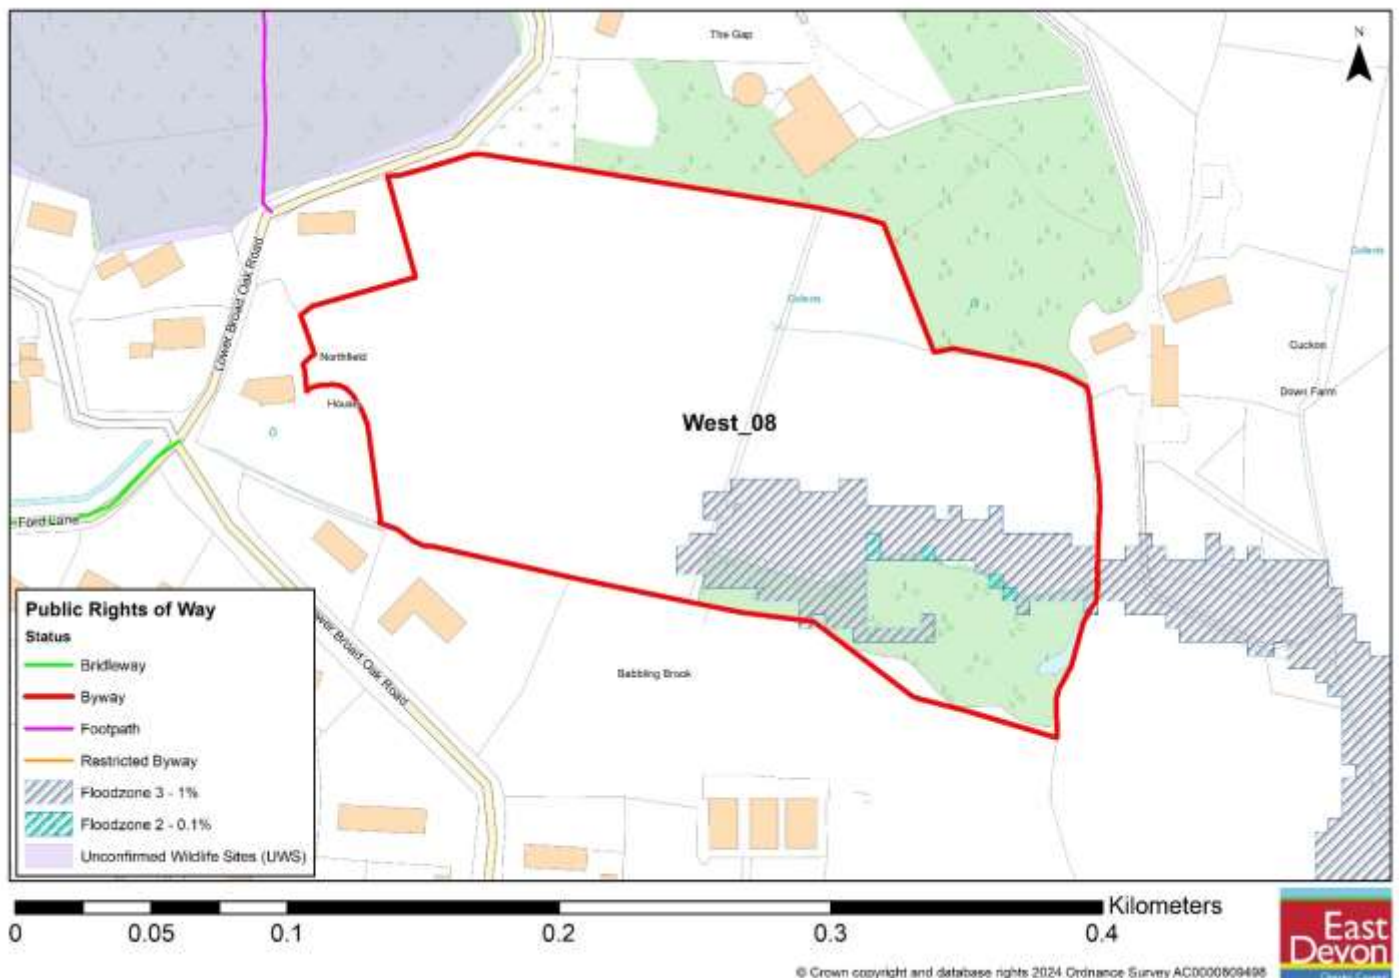 The Gap
N
Lower Broad Oak Road
Collects
Collects
Northfield
House
Guckon
Down Farm
West_08
Ford Lane
Lower Broad Oak Road
Babbling Brook
Public Rights of Way
Status
Bridleway
Byway
Footpath
Restricted Byway
Floodzone 3 - 1%
Floodzone 2 - 0.1%
Unconfirmed Wildlife Sites (UWS)
Kilometers
0 0.05 0.1 0.2 0.3 0.4
East
Devon
© Crown copyright and database rights 2024 Ordnance Survey AC0000809498